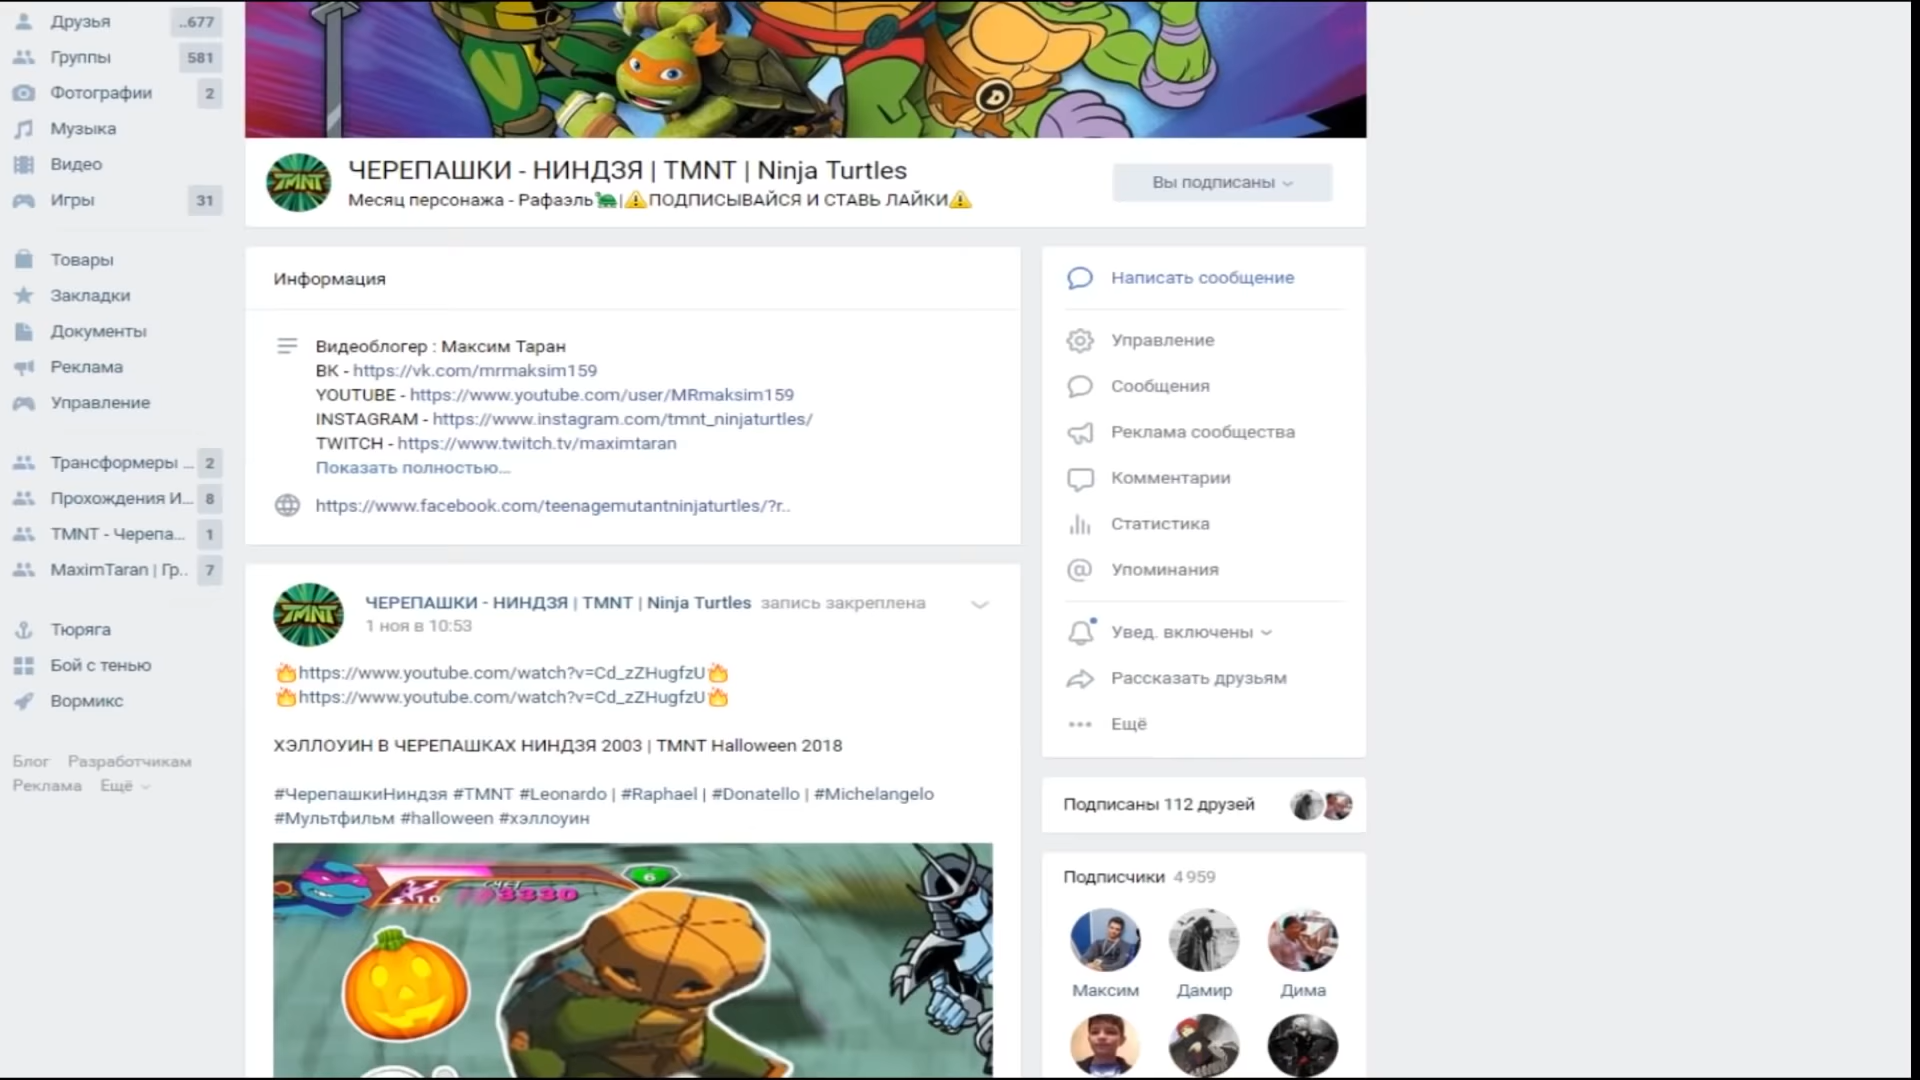 Друзья ..677
Группы 581
Фотографии 2
Музыка
Видео
Игры 31
Товары
Закладки
Документы
Реклама
Управление
Трансформеры ... 2
Прохождения И... 8
TMNT - Черепа... 1
MaximTaran | Гр.. 7
Тюряга
Бой с тенью
Вормикс
Блог Разработчикам
Реклама Ещё
D
TMNT
ЧЕРЕПАШКИ - НИНДЗЯ | TMNT | Ninja Turtles
Месяц персонажа - Рафаэль🐢|⚠ПОДПИСЫВАЙСЯ И СТАВЬ ЛАЙКИ⚠
Вы подписаны
Информация
Видеоблогер : Максим Таран
ВК - https://vk.com/mrmaksim159
YOUTUBE - https://www.youtube.com/user/MRmaksim159
INSTAGRAM - https://www.instagram.com/tmnt_ninjaturtles/
TWITCH - https://www.twitch.tv/maximtaran
Показать полностью...
https://www.facebook.com/teenagemutantninjaturtles/?r..
TMNT
ЧЕРЕПАШКИ - НИНДЗЯ | TMNT | Ninja Turtles запись закреплена
1 ноя в 10:53
🔥https://www.youtube.com/watch?v=Cd_zZHugfzU🔥
🔥https://www.youtube.com/watch?v=Cd_zZHugfzU🔥
ХЭЛЛОУИН В ЧЕРЕПАШКАХ НИНДЗЯ 2003 | TMNT Halloween 2018
#ЧерепашкиНиндзя #TMNT #Leonardo | #Raphael | #Donatello | #Michelangelo
#Мультфильм #halloween #хэллоуин
6
10
3330
Написать сообщение
Управление
Сообщения
Реклама сообщества
Комментарии
Статистика
Упоминания
Увед. включены
Рассказать друзьям
Ещё
Подписаны 112 друзей
Подписчики 4 959
Максим
Дамир
Дима